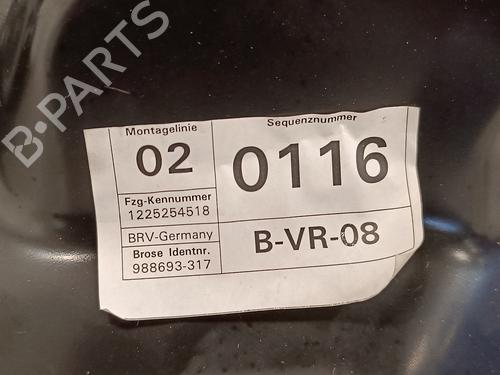 B-PARTS
Montagelinie
02
Sequenznummer
0116
Fzg-Kennummer
1225254518
BRV-Germany
Brose Identnr.
988693-317
B-VR-08